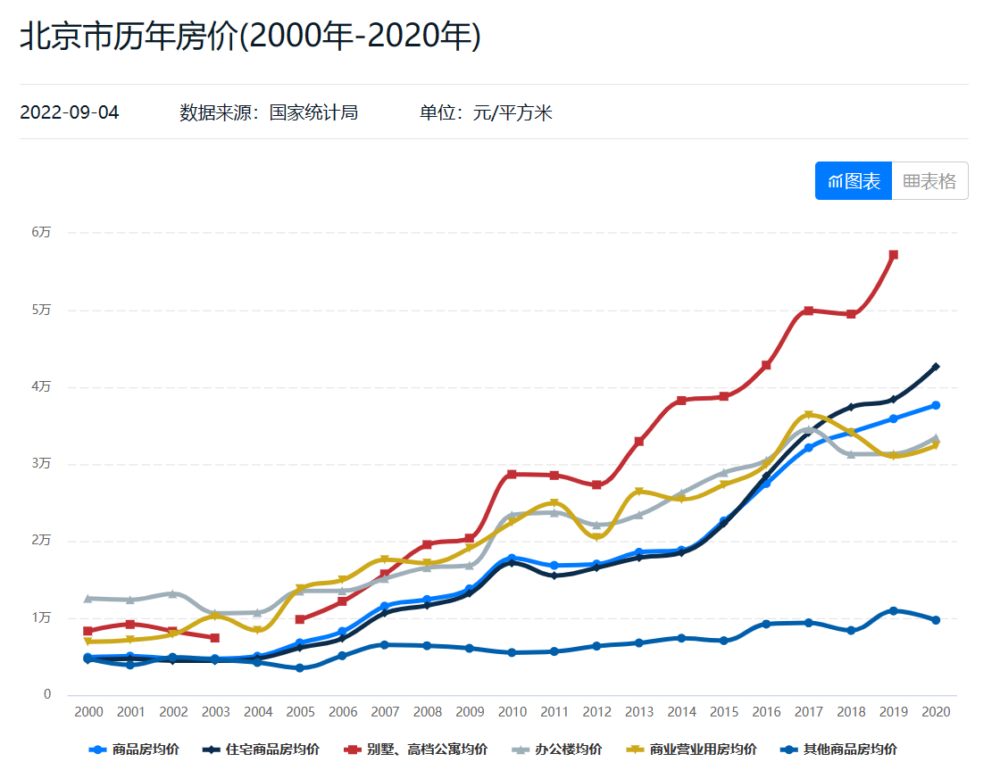 北京市历年房价(2000年-2020年)
2022-09-04 数据来源：国家统计局 单位：元/平方米
图表 表格
6万
5万
4万
3万
2万
1万
0
2000 2001 2002 2003 2004 2005 2006 2007 2008 2009 2010 2011 2012 2013 2014 2015 2016 2017 2018 2019 2020
商品房均价 住宅商品房均价 别墅、高档公寓均价 办公楼均价 商业营业用房均价 其他商品房均价